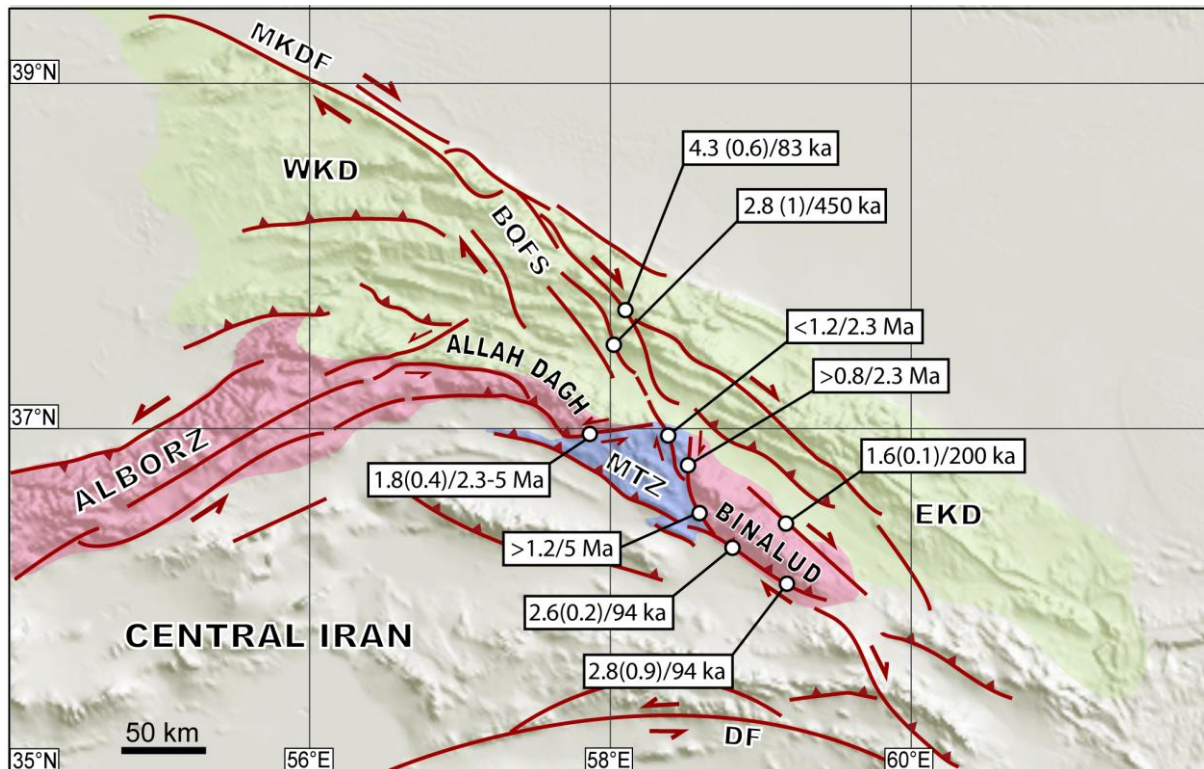 MKDF
39°N
4.3 (0.6)/83 ka
WKD
2.8 (1)/450 ka
BQFS
<1.2/2.3 Ma
ALLAH DAGH
>0.8/2.3 Ma
37°N
ALBORZ
1.8(0.4)/2.3-5 Ma
MTZ
1.6(0.1)/200 ka
BINALUD
EKD
>1.2/5 Ma
2.6(0.2)/94 ka
CENTRAL IRAN
2.8(0.9)/94 ka
50 km
DF
35°N
56°E
58°E
60°E